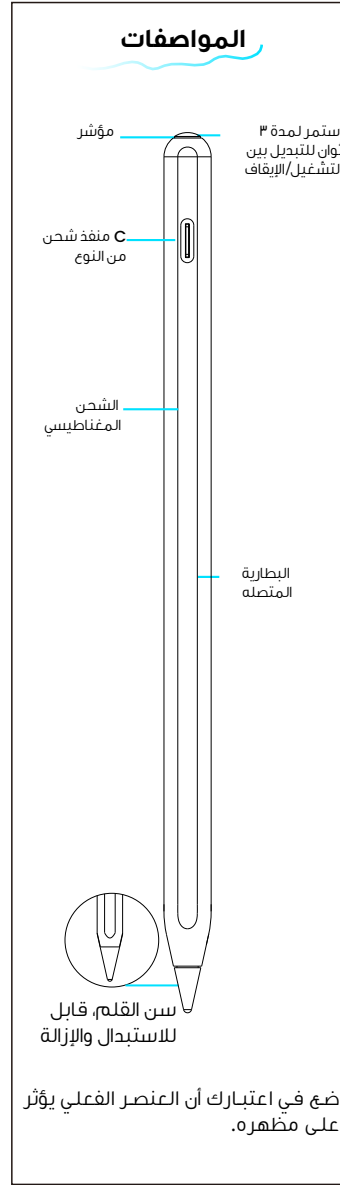 المواصفات
مؤشر
ستمر لمدة ٣
ثوان للتبديل بين
لتشغيل/الإيقاف
C منفذ شحن
من النوع
الشحن
المغناطيسي
البطارية
المتصله
سن القلم، قابل
للاستبدال والإزالة
ضع في اعتبارك أن العنصر الفعلي يؤثر
على مظهره.